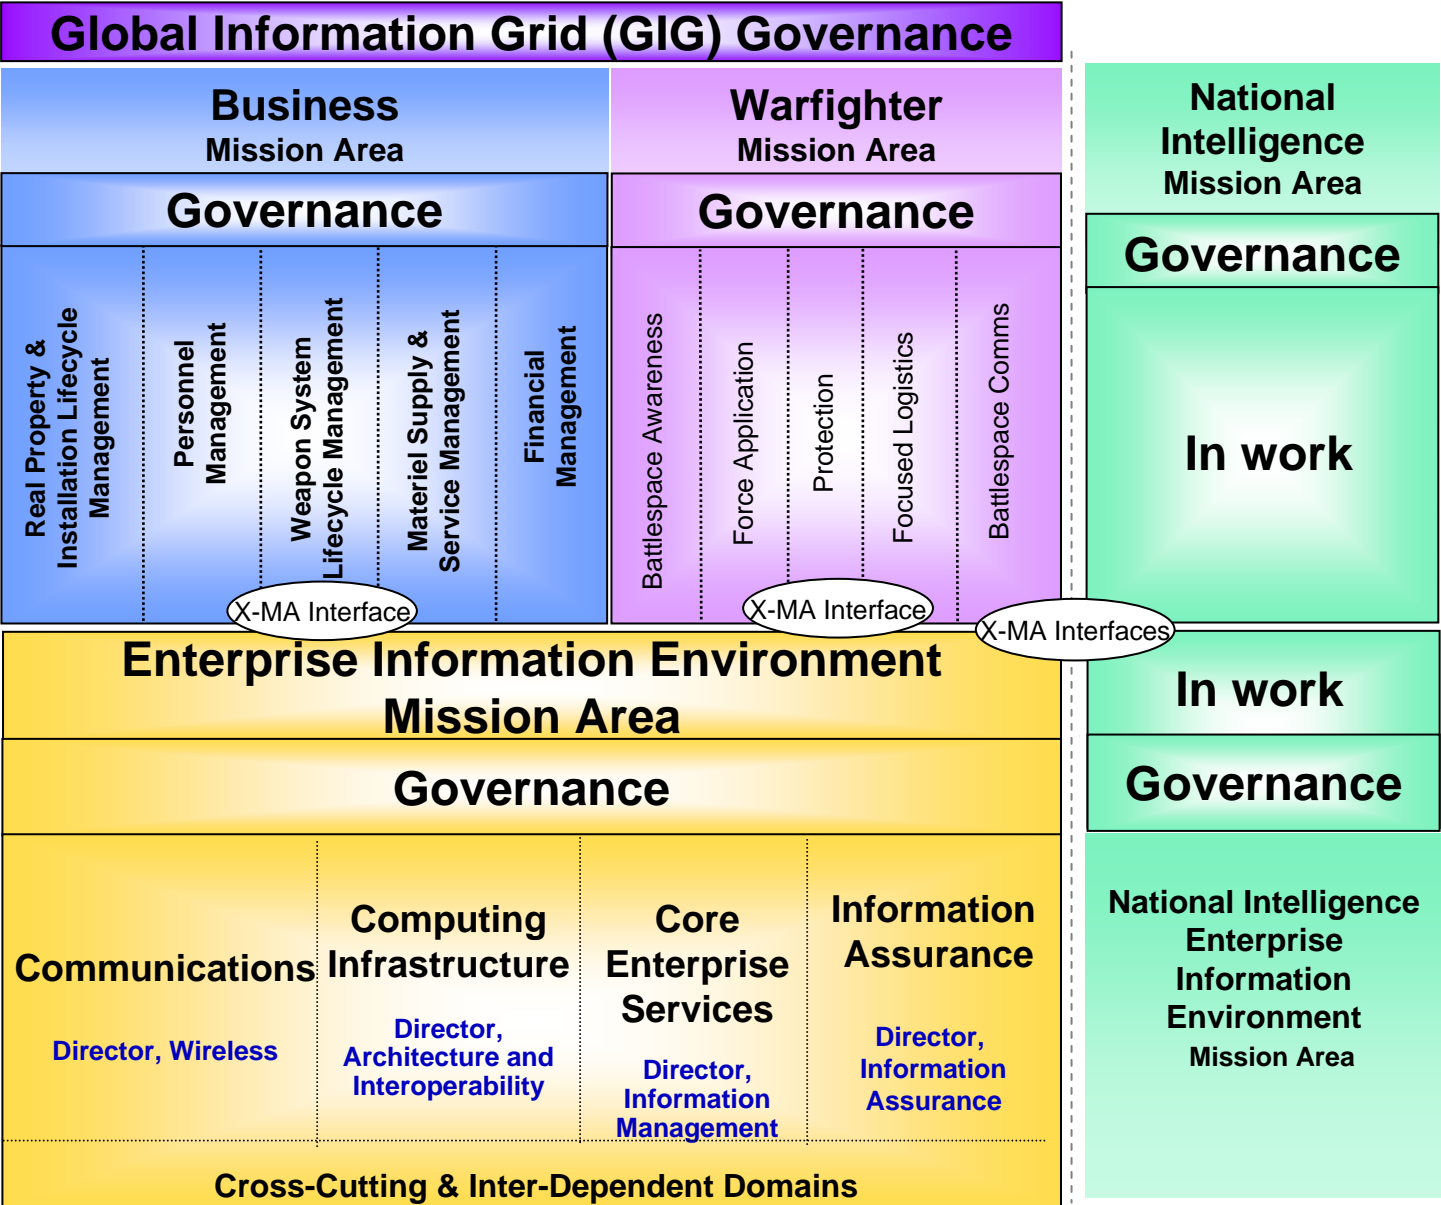 Global Information Grid (GIG) Governance
Business
Mission Area
Warfighter
Mission Area
National
Intelligence
Mission Area
Governance
Governance
Governance
Real Property &
Installation Lifecycle
Management
Personnel
Management
Weapon System
Lifecycle Management
Materiel Supply &
Service Management
Financial
Management
Battlespace Awareness
Force Application
Protection
Focused Logistics
Battlespace Comms
In work
X-MA Interface
X-MA Interface
X-MA Interfaces
Enterprise Information Environment
Mission Area
In work
Governance
Governance
Communications
Director, Wireless
Computing
Infrastructure
Director,
Architecture and
Interoperability
Core
Enterprise
Services
Director,
Information
Management
Information
Assurance
Director,
Information
Assurance
National Intelligence
Enterprise
Information
Environment
Mission Area
Cross-Cutting & Inter-Dependent Domains